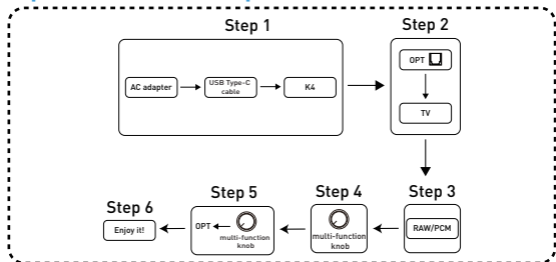 Step 1
Step 2
AC adapter
USB Type-C
cable
K4
OPT
TV
Step 6
Step 5
Step 4
Step 3
Enjoy it!
OPT
multi-function
knob
multi-function
knob
RAW/PCM